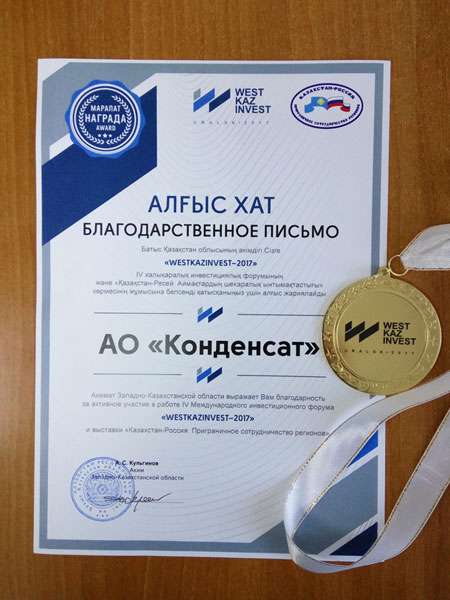 МАРАПАТ
НАГРАДА
AWARD
WEST
KAZ
INVEST
URALSK-2017
КАЗАХСТАН-РОССИЯ
АЛҒЫС ХАТ
БЛАГОДАРСТВЕННОЕ ПИСЬМО
Батыс Қазақстан облысының әкімдігі Сізге
«WESTKAZINVEST–2017»
IV халықаралық инвестициялық форумының
және «Қазақстан-Ресей. Аймақтардың шекаралық ынтымақтастығы»
көрмесінің жұмысына белсенді қатысқаныңыз үшін алғыс жариялайды.
АО «Конденсат»
Акимат Западно-Казахстанской области выражает Вам благодарность
за активное участие в работе IV Международного инвестиционного форума
«WESTKAZINVEST–2017»
и выставки «Казахстан-Россия. Приграничное сотрудничество регионов».
А.С. Кульгинов
Аким
Западно-Казахстанской области
WEST
KAZ
INVEST
URALSK-2017